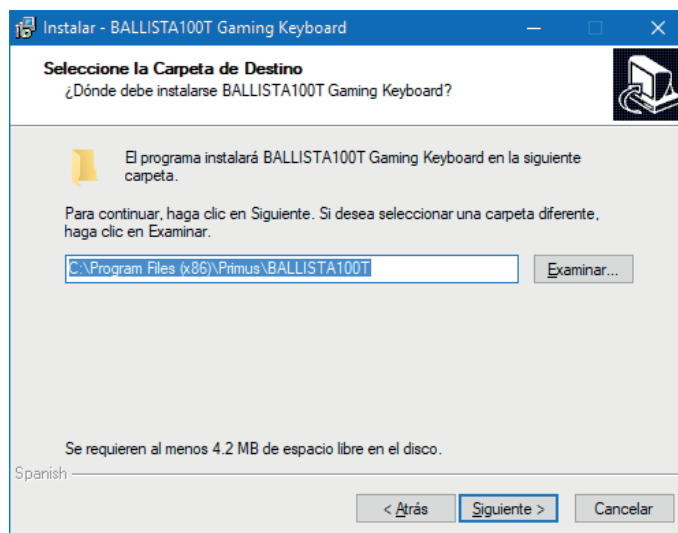 Instalar - BALLISTA100T Gaming Keyboard
Seleccione la Carpeta de Destino
¿Dónde debe instalarse BALLISTA100T Gaming Keyboard?
El programa instalará BALLISTA100T Gaming Keyboard en la siguiente
carpeta.
Para continuar, haga clic en Siguiente. Si desea seleccionar una carpeta diferente,
haga clic en Examinar.
C:\Program Files (x86)\Primus\BALLISTA100T
Examinar...
Se requieren al menos 4.2 MB de espacio libre en el disco.
Spanish
< Atrás
Siguiente >
Cancelar